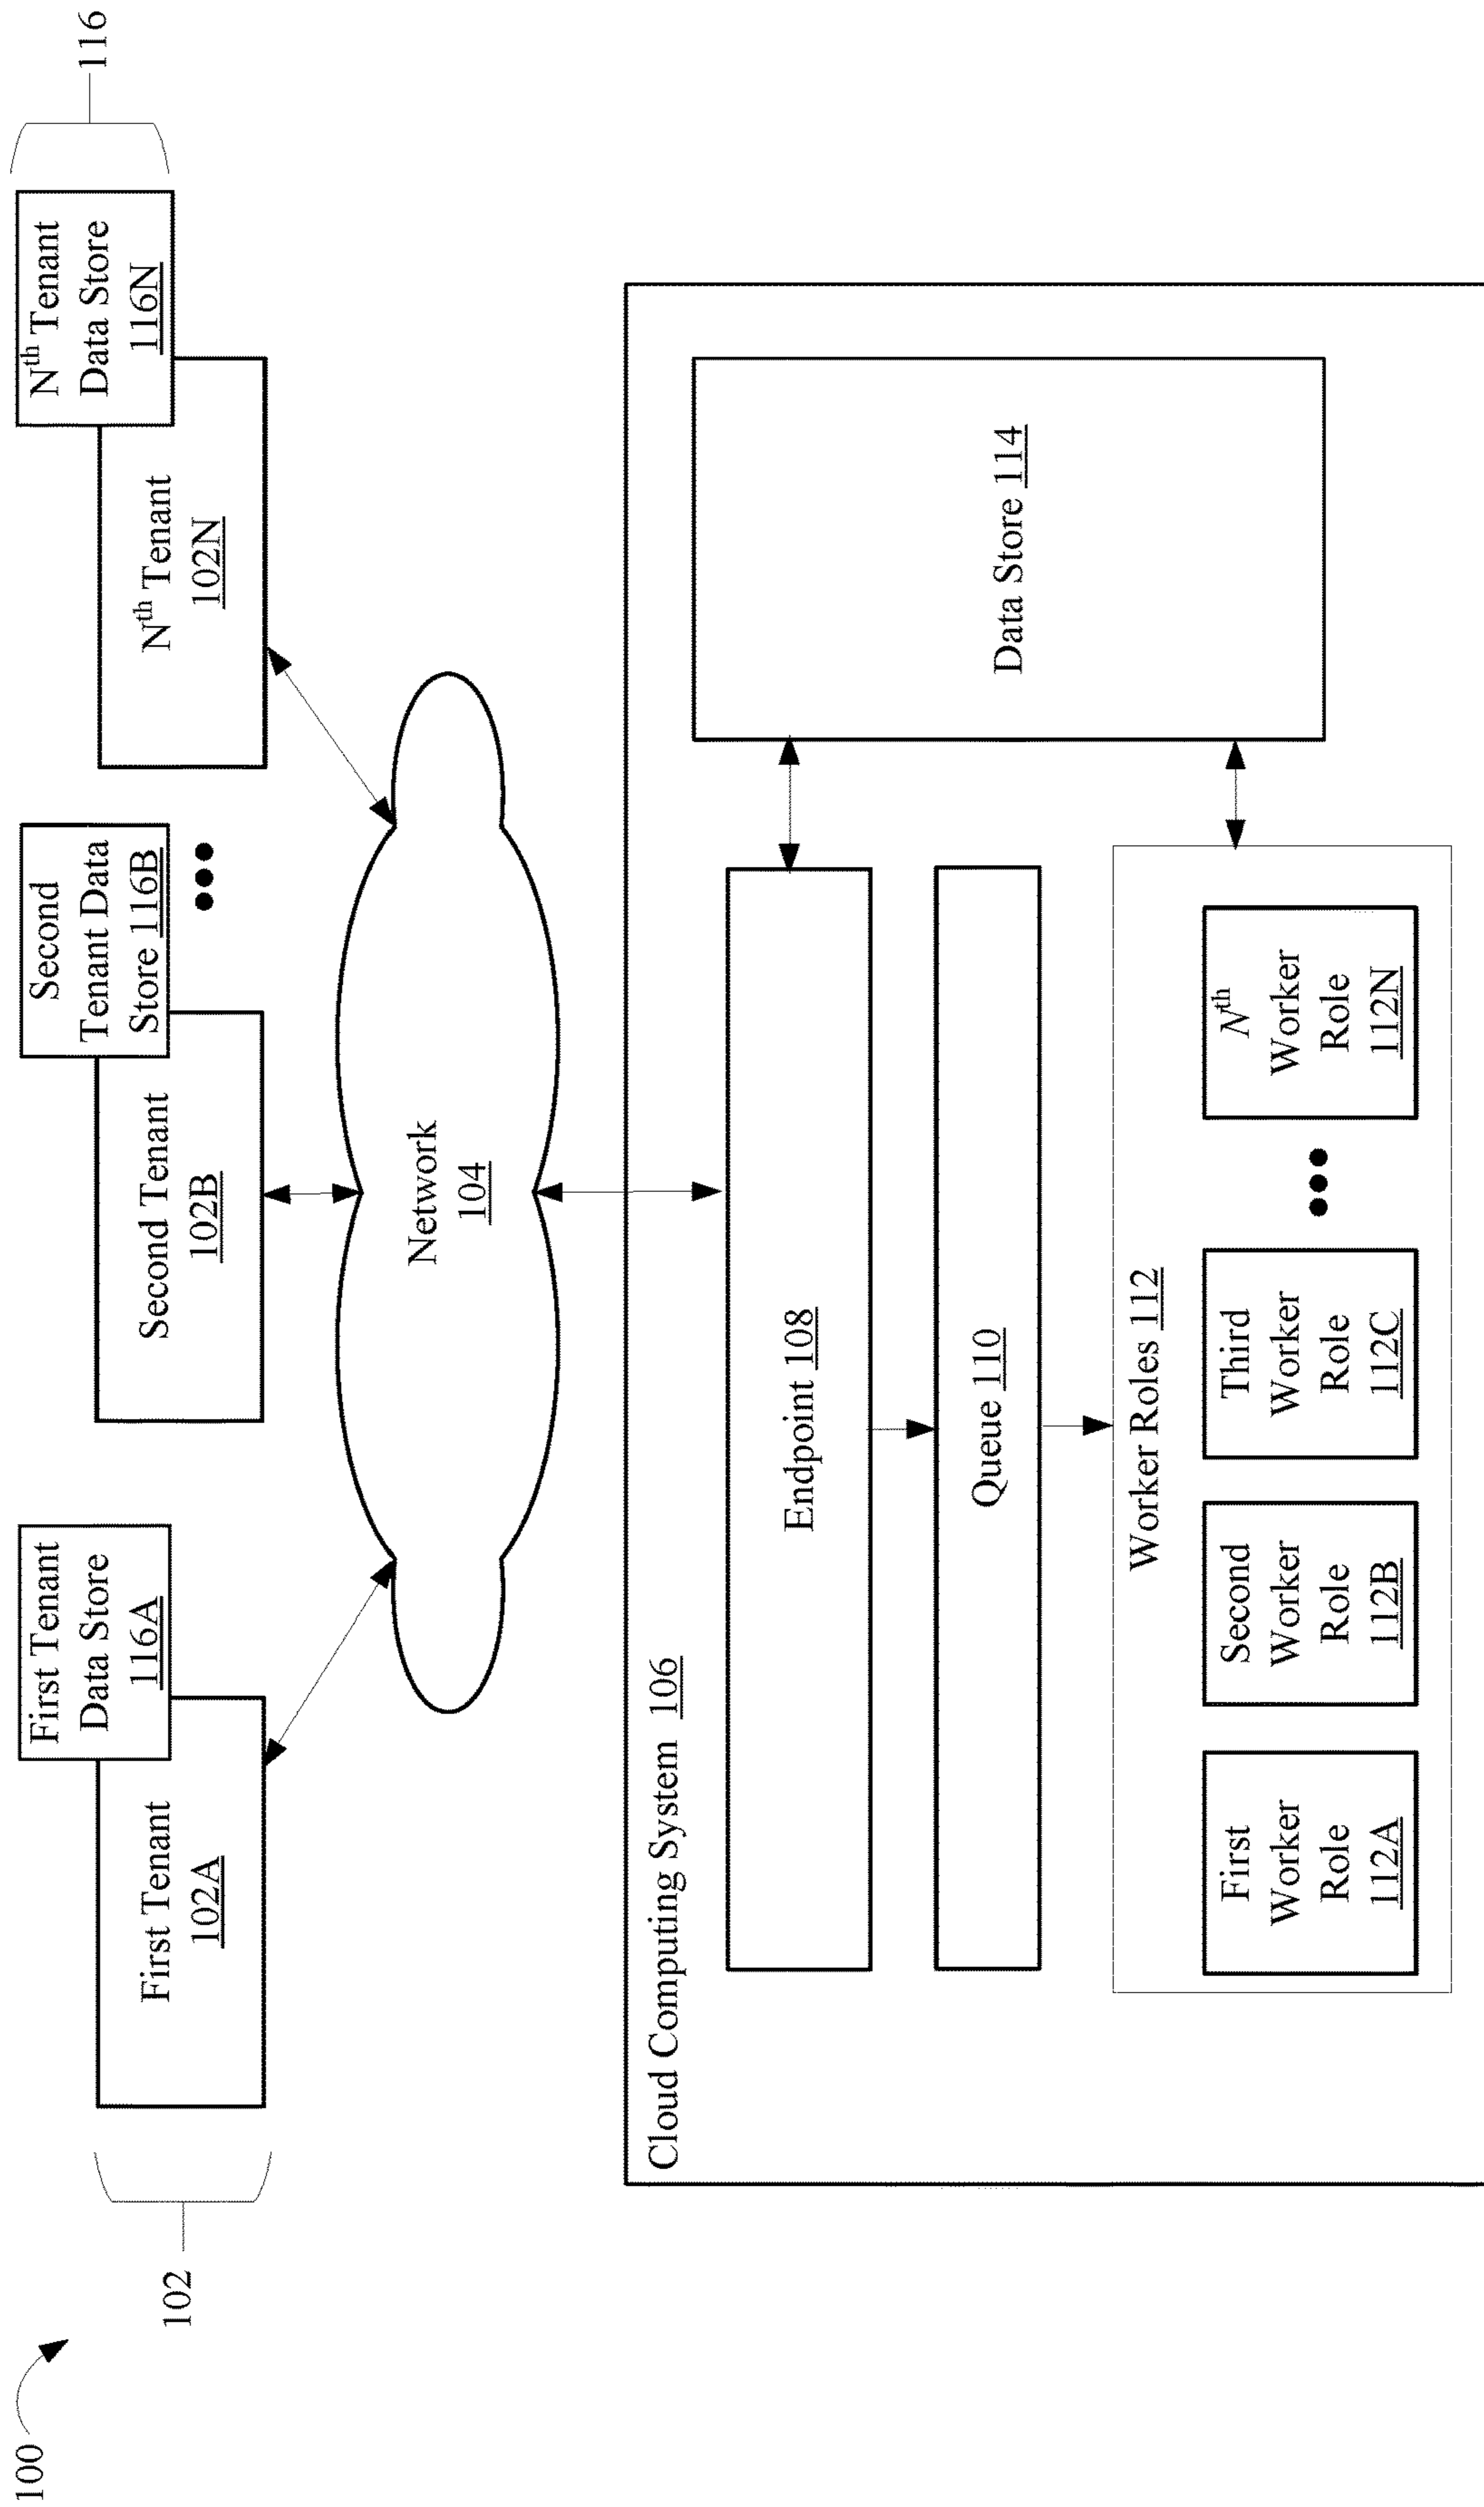 100
102
116
First Tenant
Data Store
116A
First Tenant
102A
Second
Tenant Data
Store 116B
Second Tenant
102B
Nth Tenant
Data Store
116N
Nth Tenant
102N
Network
104
Cloud Computing System 106
Endpoint 108
Queue 110
Data Store 114
Worker Roles 112
First
Worker
Role
112A
Second
Worker
Role
112B
Third
Worker
Role
112C
Nth
Worker
Role
112N